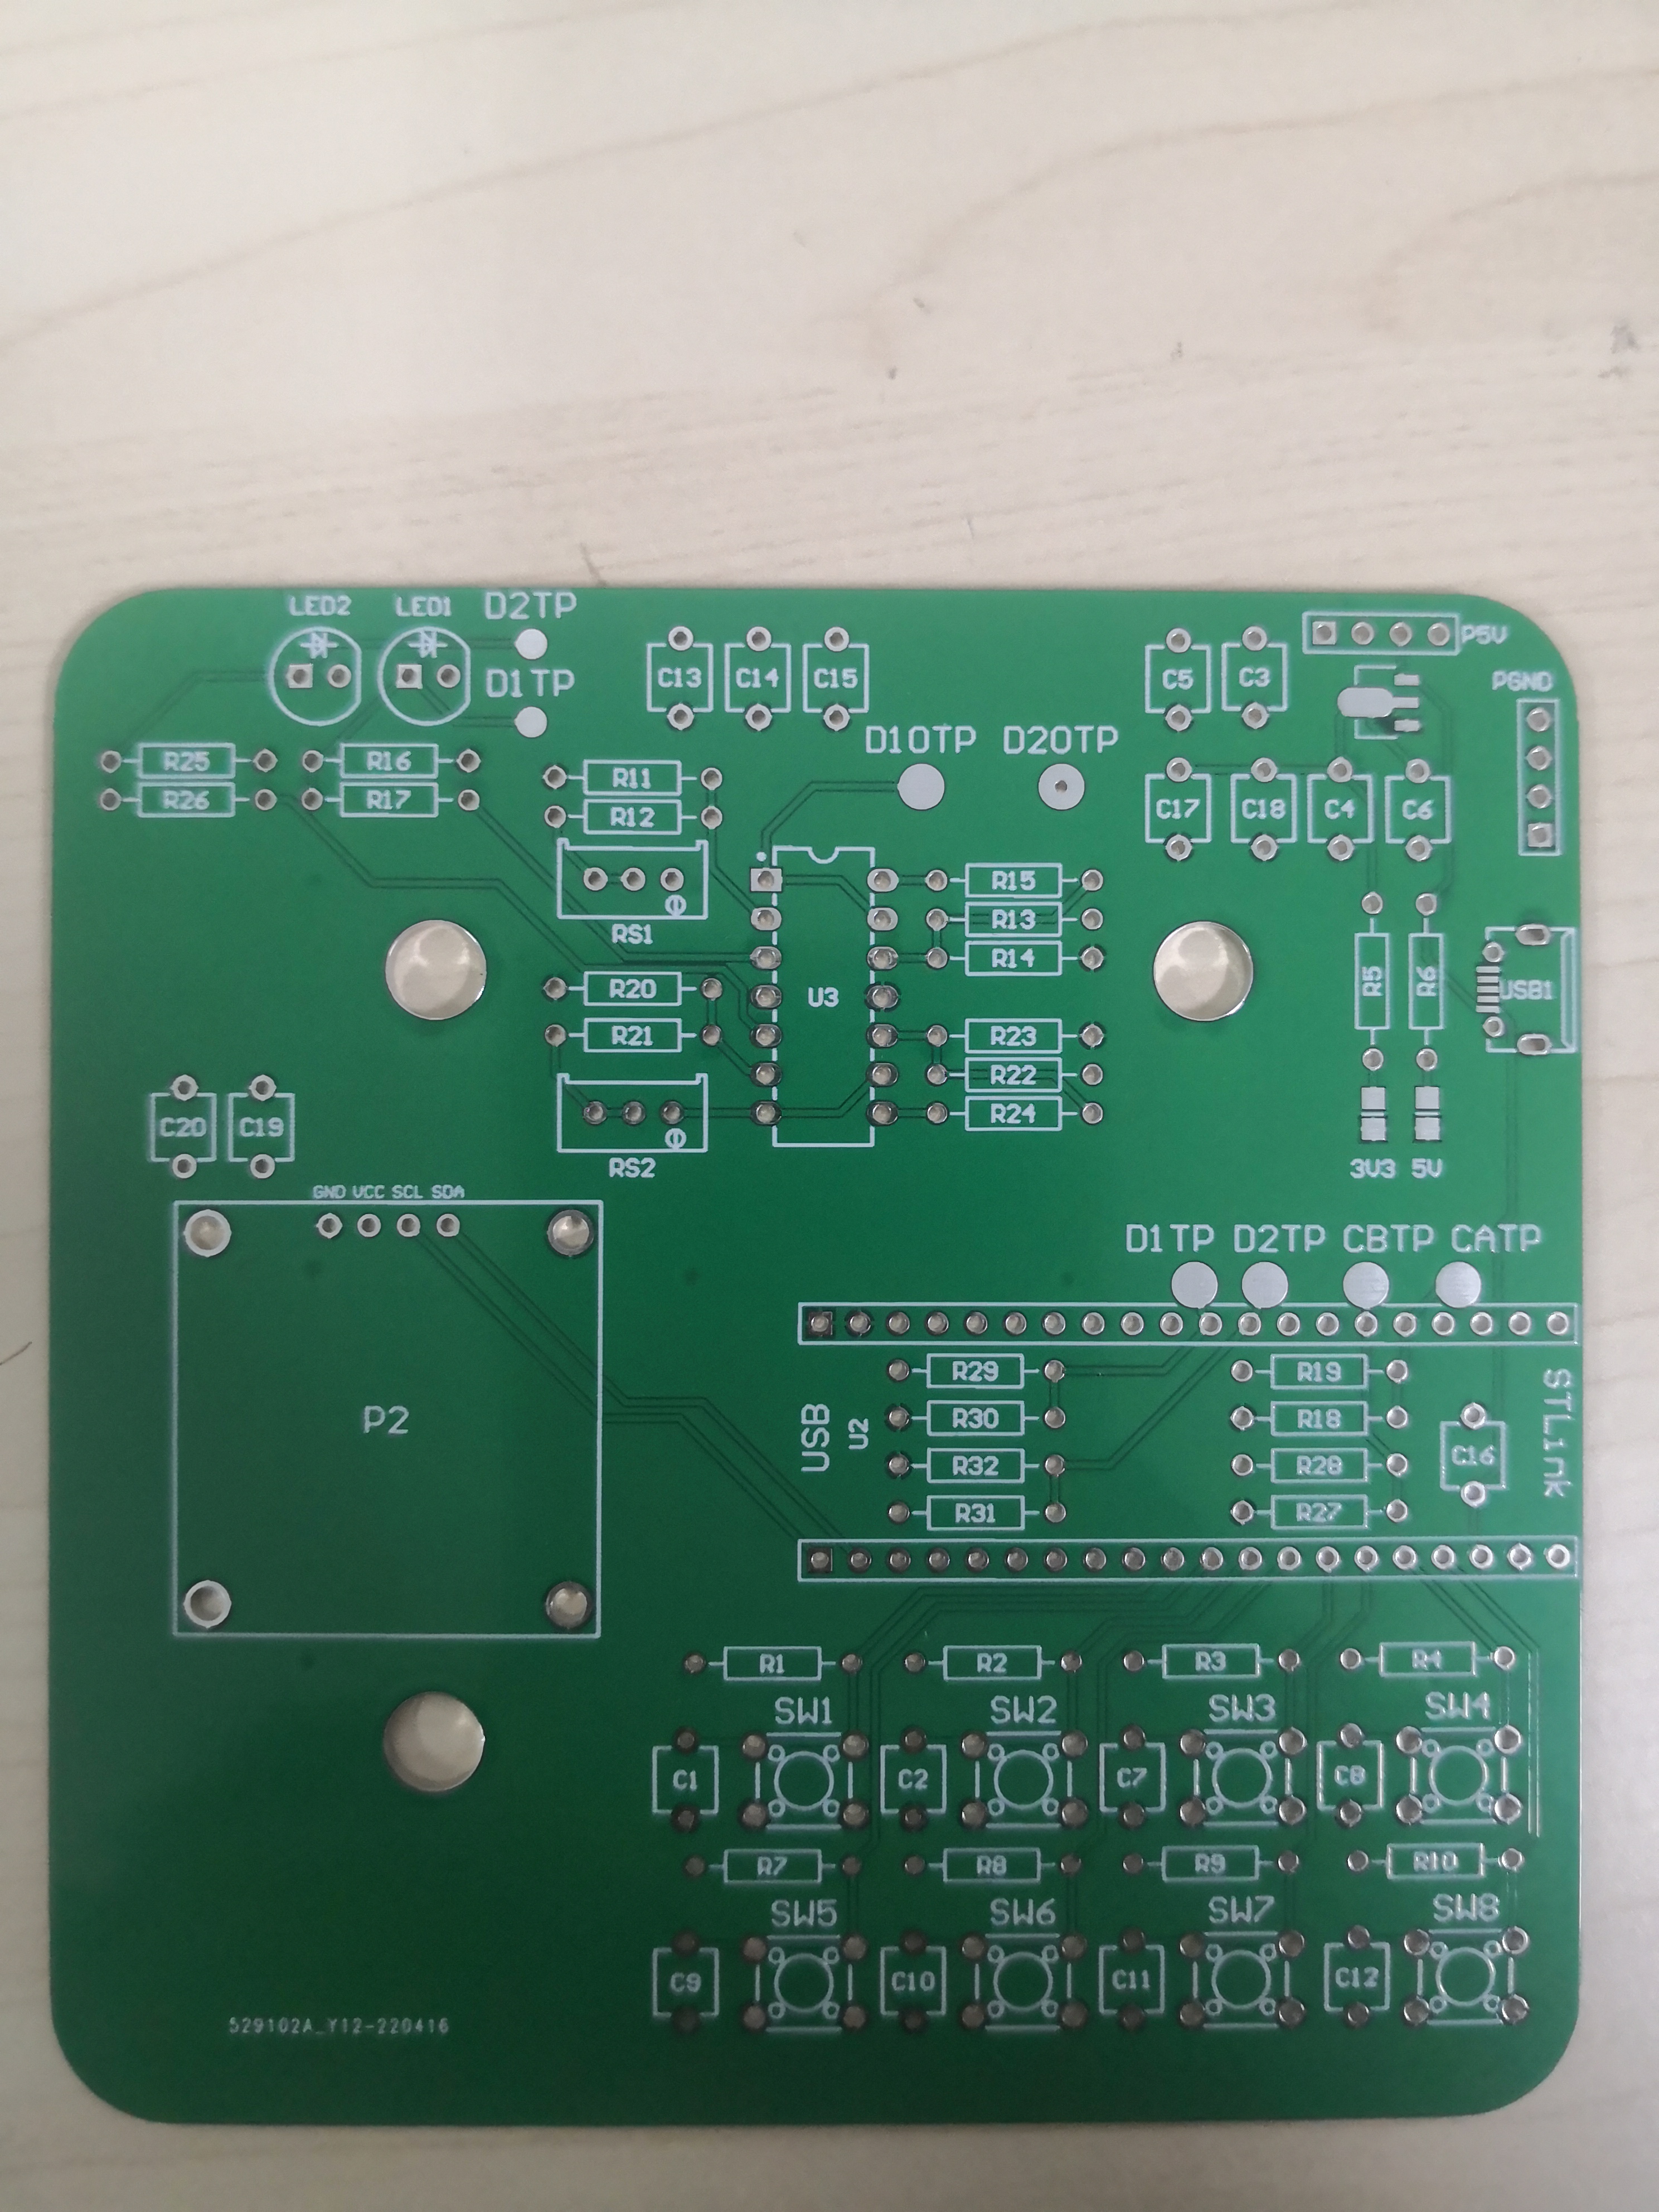 LED2 LED1 D2TP
P5V
D1TP C13 C14 C15 C5 C3 PGND
D1OTP D2OTP
R25 R16 R11
R26 R17 R12 C17 C18 C4 C6
R15
R13
RS1
R14
R20 U3 R5 R6 USB1
R21 R23
R22
C20 C19 R24
RS2 3V3 5V
GND VCC SCL SDA
D1TP D2TP CBTP CATP
R29 R19
P2 USB U2 R30 R18 STLink
R32 R28 C16
R31 R27
R1 R2 R3 R4
SW1 SW2 SW3 SW4
C1 C2 C7 C8
R7 R8 R9 R10
SW5 SW6 SW7 SW8
C9 C10 C11 C12
529102A_Y12-220416